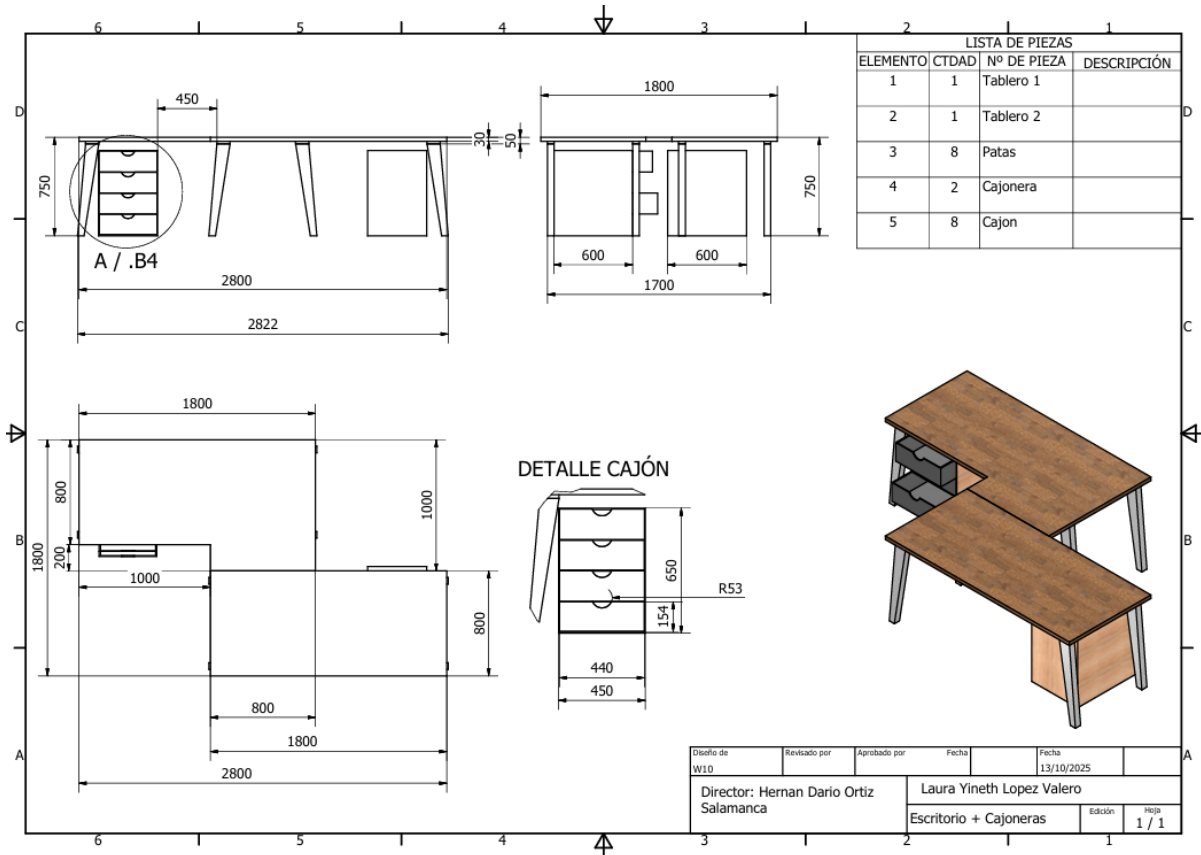 6 5 4 3 2 1
D
C
B
A
D
C
B
A
LISTA DE PIEZAS
ELEMENTO CTDAD Nº DE PIEZA DESCRIPCIÓN
1 1 Tablero 1
2 1 Tablero 2
3 8 Patas
4 2 Cajonera
5 8 Cajon
450
750
30
50
A / .B4
2800
2822
1800
750
600
600
1700
1800
1800
800
200
1000
1000
800
800
1800
2800
DETALLE CAJÓN
650
154
R53
440
450
Diseño de
W10
Revisado por
Aprobado por
Fecha
Fecha
13/10/2025
Director: Hernan Dario Ortiz
Salamanca
Laura Yineth Lopez Valero
Escritorio + Cajoneras
Edición
Hoja
1 / 1
6 5 4 3 2 1